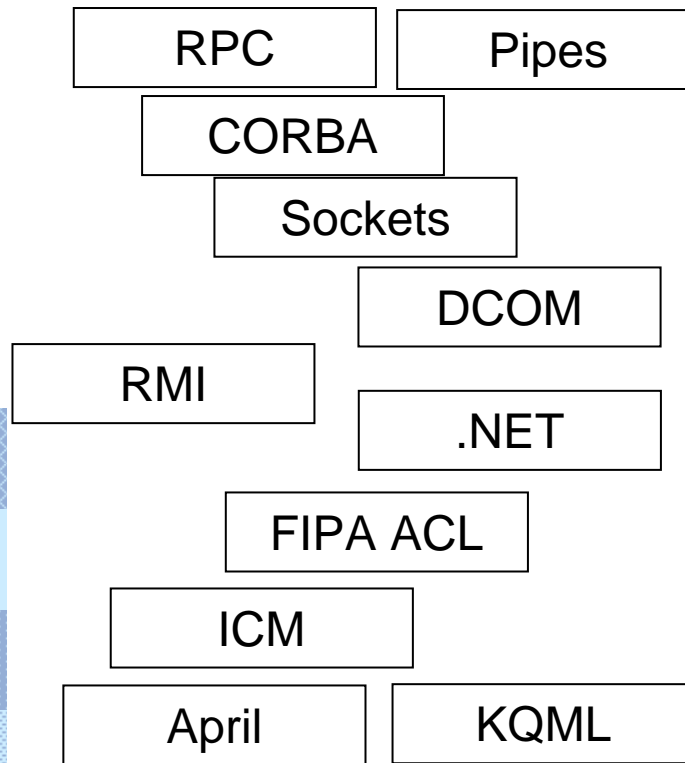 RPC
Pipes
CORBA
Sockets
DCOM
RMI
.NET
FIPA ACL
ICM
April
KQML